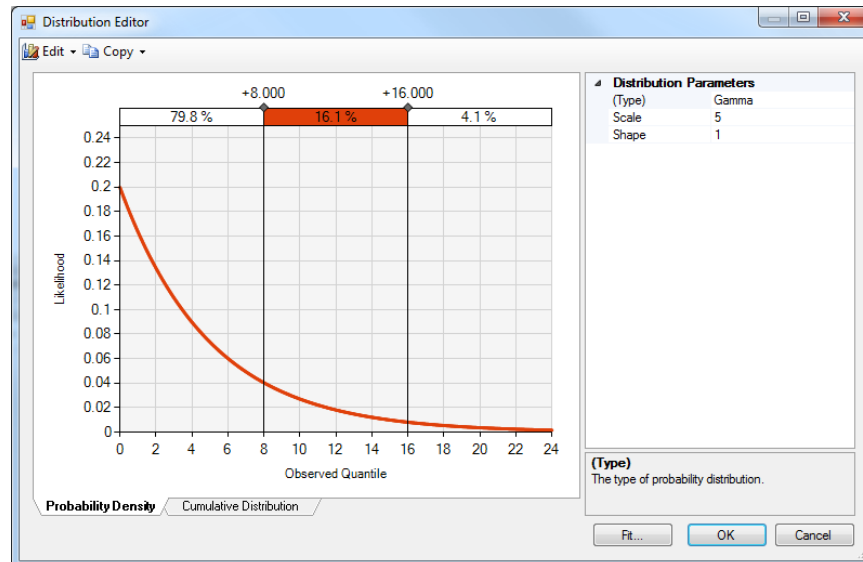 Distribution Editor
Edit Copy
+8.000 +16.000
79.8 % 16.1 % 4.1 %
0.24
0.22
0.2
0.18
0.16
0.14
0.12
0.1
0.08
0.06
0.04
0.02
0
Likelihood
0 2 4 6 8 10 12 14 16 18 20 22 24
Observed Quantile
Probability Density Cumulative Distribution
Distribution Parameters
(Type) Gamma
Scale 5
Shape 1
(Type)
The type of probability distribution.
Fit... OK Cancel